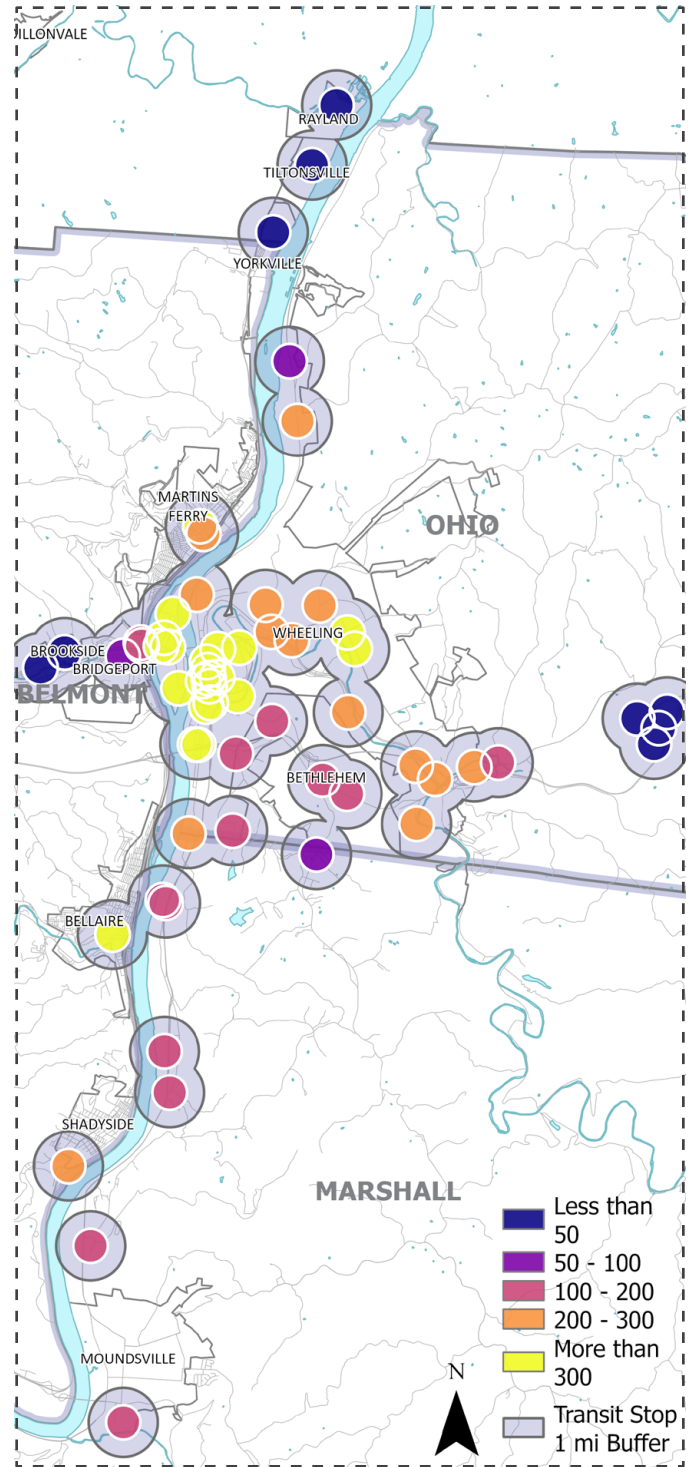 ILLONVALE
RAYLAND
TILTONSVILLE
YORKVILLE
MARTINS
FERRY
OHIO
WHEELING
BROOKSIDE
BRIDGEPORT
BELMONT
BETHLEHEM
BELLAIRE
SHADYSIDE
MARSHALL
Less than
50
50 - 100
100 - 200
200 - 300
More than
300
MOUNDSVILLE
N
Transit Stop
1 mi Buffer